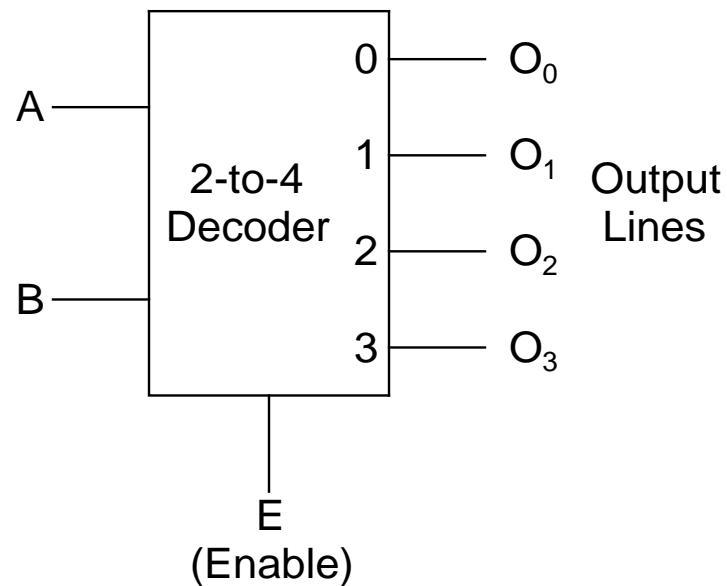 0 O₀
A
1 O₁
2-to-4
Decoder
Output
Lines
2 O₂
B
3 O₃
E
(Enable)